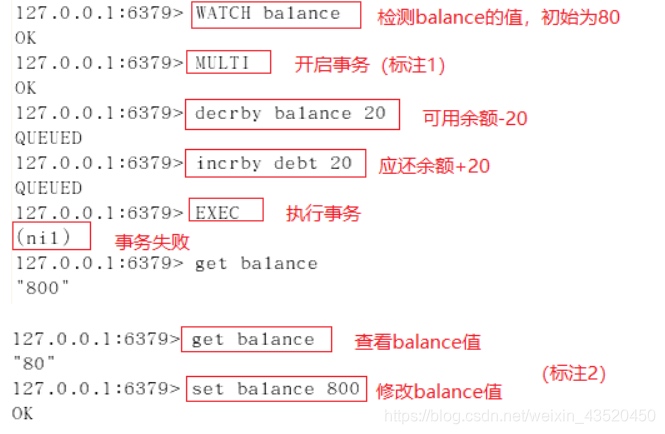 127.0.0.1:6379> WATCH balance 检测balance的值，初始为80
OK
127.0.0.1:6379> MULTI 开启事务（标注1）
OK
127.0.0.1:6379> decrby balance 20 可用余额-20
QUEUED
127.0.0.1:6379> incrby debt 20 应还余额+20
QUEUED
127.0.0.1:6379> EXEC 执行事务
(nil) 事务失败
127.0.0.1:6379> get balance
"800"
127.0.0.1:6379> get balance 查看balance值
"80"
(标注2)
127.0.0.1:6379> set balance 800 修改balance值
OK
https://blog.csdn.net/weixin_43520450